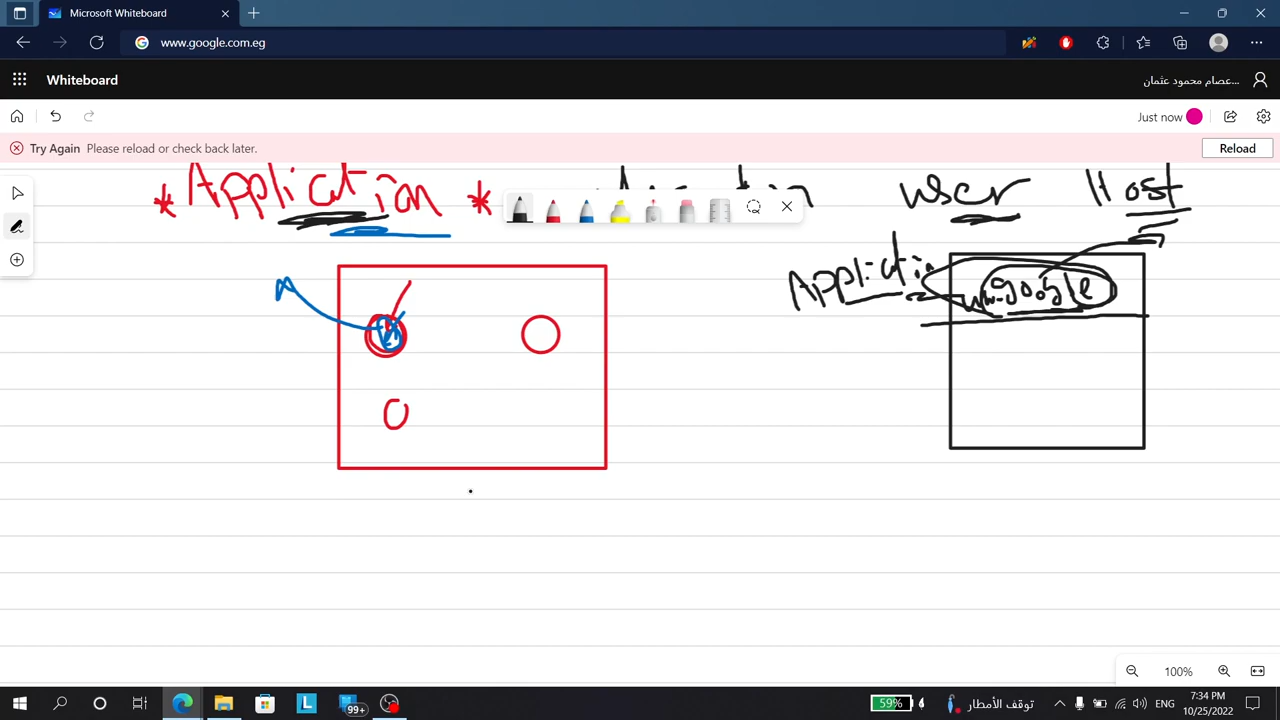 Microsoft Whiteboard
www.google.com.eg
Whiteboard
عصام محمود عثمان...
Just now
Try Again Please reload or check back later.
Reload
* Application * user Host
Application
google
100%
L
99+
59%
توقف الأمطار
ENG
7:34 PM
10/25/2022